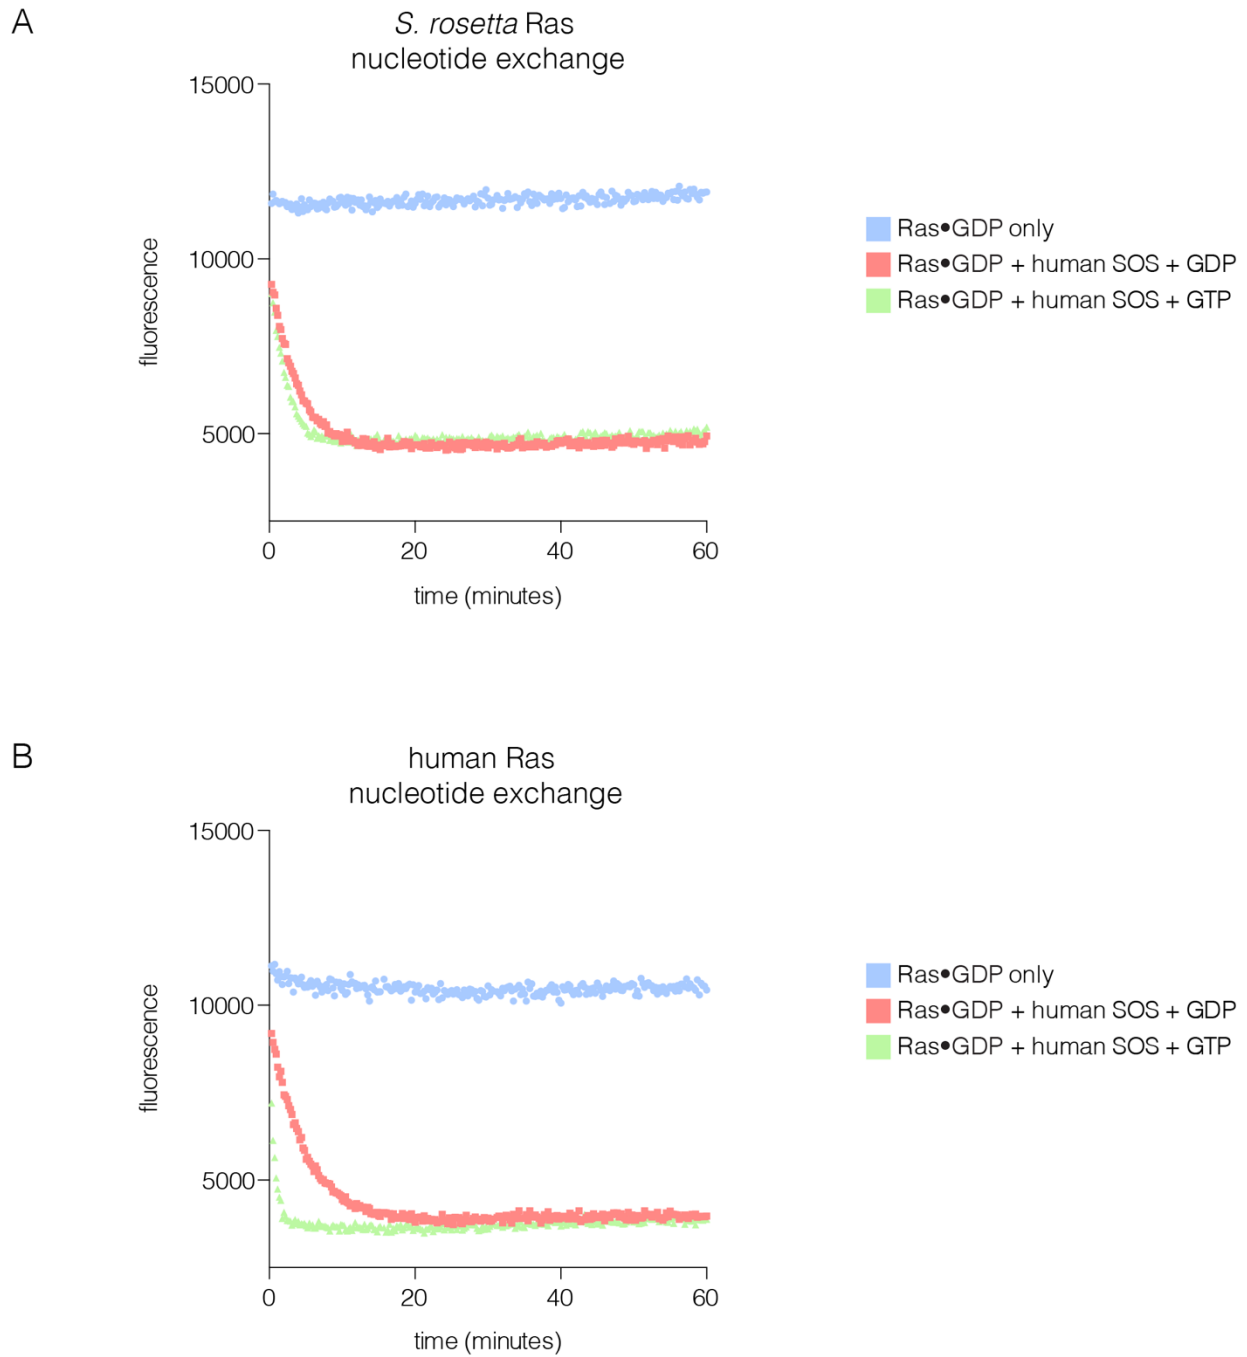 A
S. rosetta Ras
nucleotide exchange
15000
10000
5000
fluorescence
0 20 40 60
time (minutes)
Ras•GDP only
Ras•GDP + human SOS + GDP
Ras•GDP + human SOS + GTP
B
human Ras
nucleotide exchange
15000
10000
5000
fluorescence
0 20 40 60
time (minutes)
Ras•GDP only
Ras•GDP + human SOS + GDP
Ras•GDP + human SOS + GTP